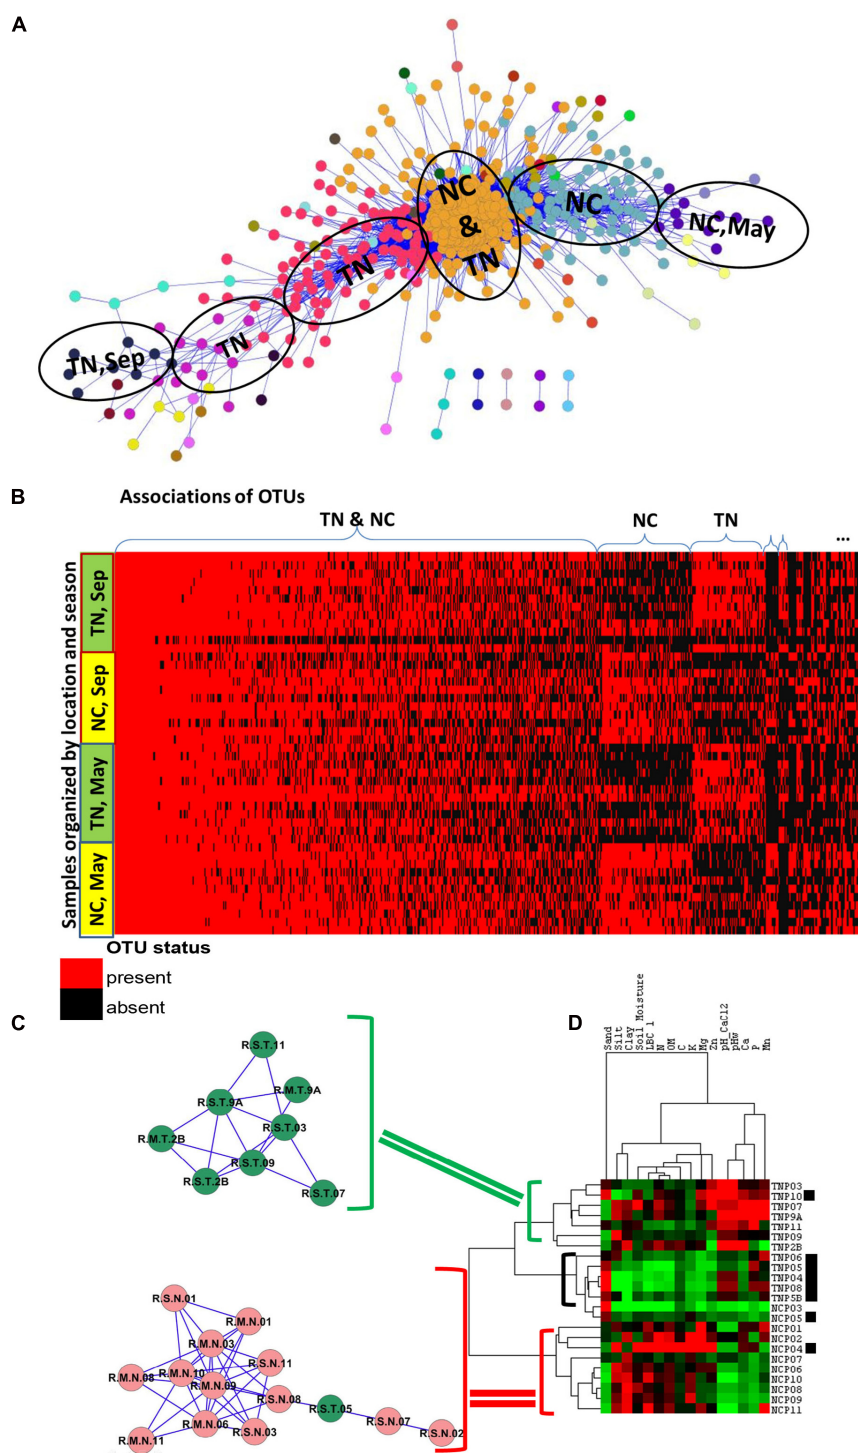 A
NC
&
TN
NC
NC,May
TN
TN
TN,Sep
B
Associations of OTUs
TN & NC
NC
TN
...
Samples organized by location and season
TN, Sep
NC, Sep
TN, May
NC, May
OTU status
present
absent
C
R.S.T.11
R.M.T.9A
R.S.T.9A
R.S.T.03
R.M.T.2B
R.S.T.09
R.S.T.2B
R.S.T.07
R.S.N.01
R.M.N.01
R.M.N.03
R.S.N.11
R.M.N.10
R.M.N.08
R.M.N.09
R.S.N.08
R.S.T.05
R.M.N.06
R.S.N.03
R.S.N.07
R.S.N.02
R.M.N.11
D
Sand
Silt
Clay
Soil Moisture
LBC 1
N
OM
C
K
Mg
Zn
pH_CaCl2
pHw
Ca
P
Mn
TNP03
TNP10
TNP07
TNP9A
TNP11
TNP09
TNP2B
TNP06
TNP05
TNP04
TNP08
TNP5B
NCP03
NCP05
NCP01
NCP02
NCP04
NCP07
NCP06
NCP10
NCP08
NCP09
NCP11